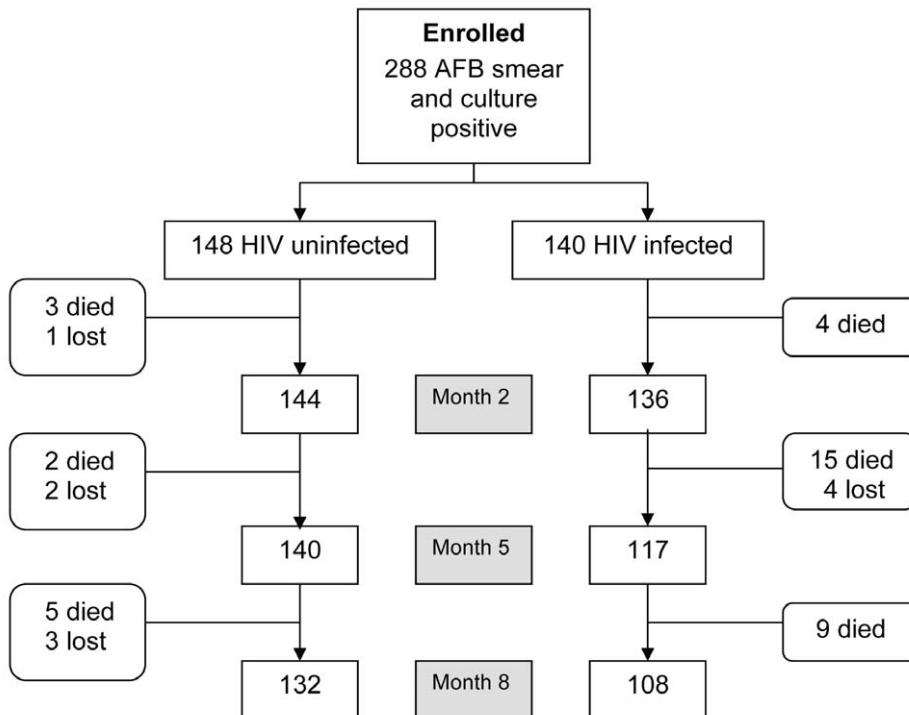 Enrolled
288 AFB smear
and culture
positive
148 HIV uninfected
140 HIV infected
3 died
1 lost
4 died
144
Month 2
136
2 died
2 lost
15 died
4 lost
140
Month 5
117
5 died
3 lost
9 died
132
Month 8
108